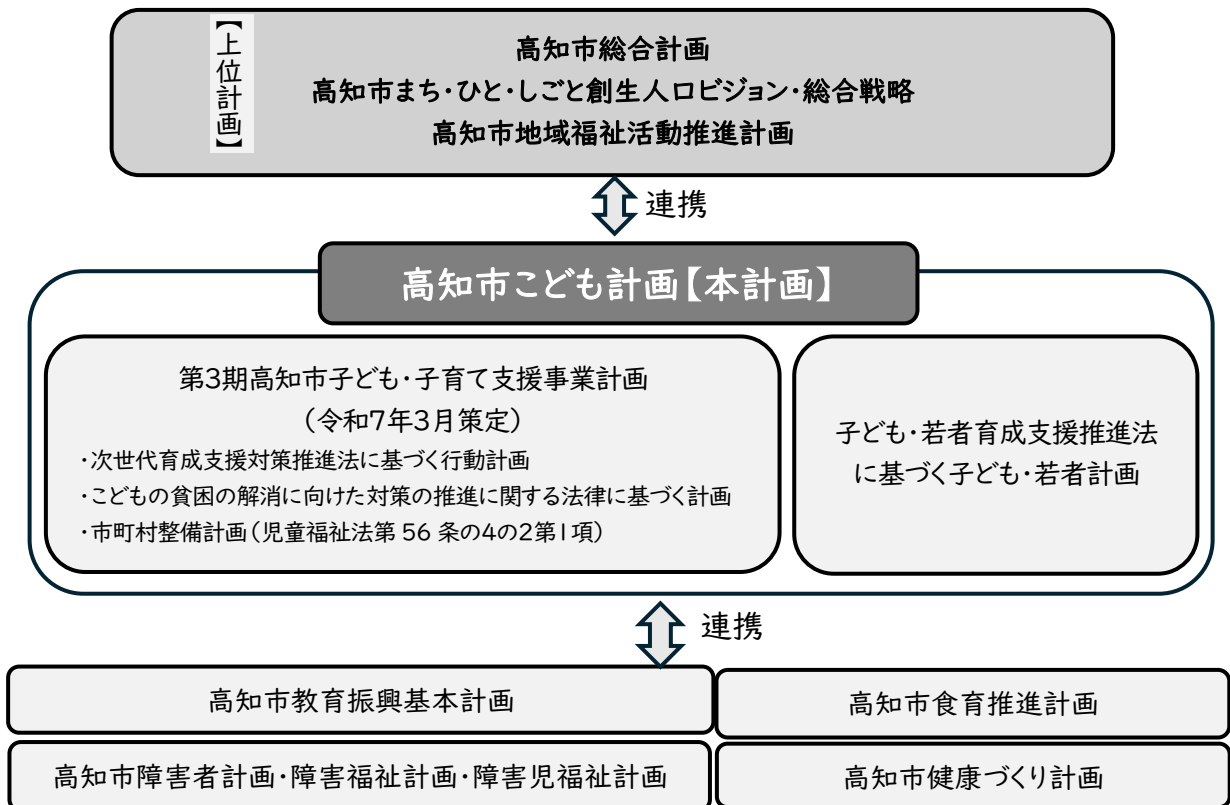 【上位計画】
高知市総合計画
高知市まち・ひと・しごと創生人口ビジョン・総合戦略
高知市地域福祉活動推進計画
連携
高知市こども計画【本計画】
第3期高知市子ども・子育て支援事業計画
(令和7年3月策定)
・次世代育成支援対策推進法に基づく行動計画
・こどもの貧困の解消に向けた対策の推進に関する法律に基づく計画
・市町村整備計画(児童福祉法第 56 条の4の2第1項)
子ども・若者育成支援推進法
に基づく子ども・若者計画
連携
高知市教育振興基本計画
高知市食育推進計画
高知市障害者計画・障害福祉計画・障害児福祉計画
高知市健康づくり計画